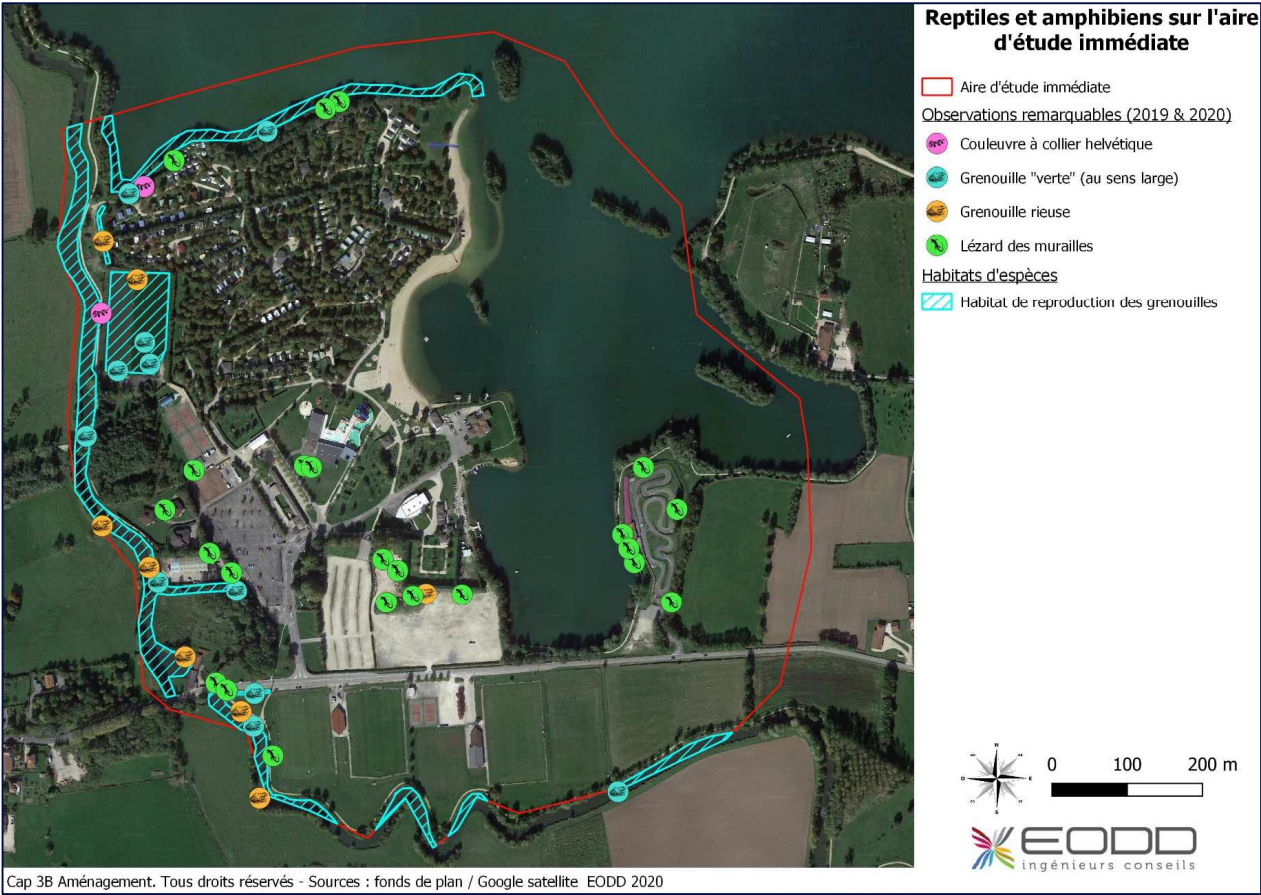 Reptiles et amphibiens sur l'aire
d'étude immédiate
Aire d'étude immédiate
Observations remarquables (2019 & 2020)
Couleuvre à collier helvétique
Grenouille "verte" (au sens large)
Grenouille rieuse
Lézard des murailles
Habitats d'espèces
Habitat de reproduction des grenouilles
N
O
E
S
0 100 200 m
EODD
ingénieurs conseils
Cap 3B Aménagement. Tous droits réservés - Sources : fonds de plan / Google satellite EODD 2020